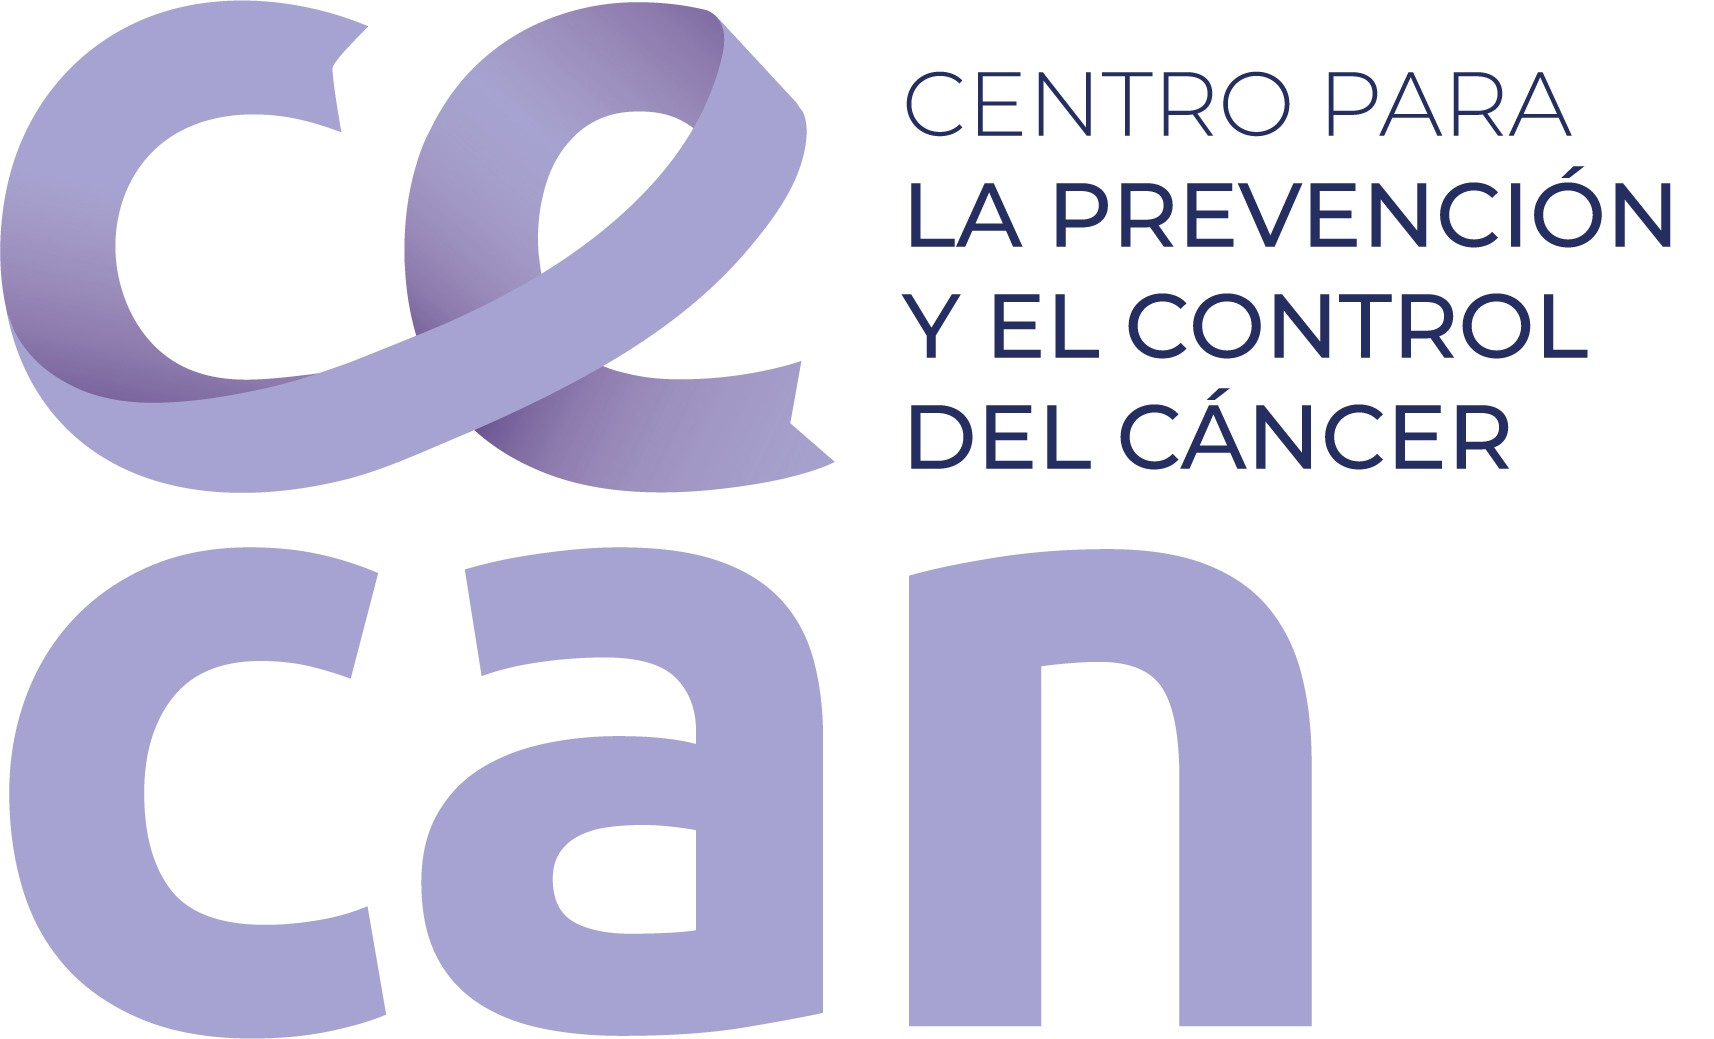 ce
CENTRO PARA
LA PREVENCIÓN
Y EL CONTROL
DEL CÁNCER
can